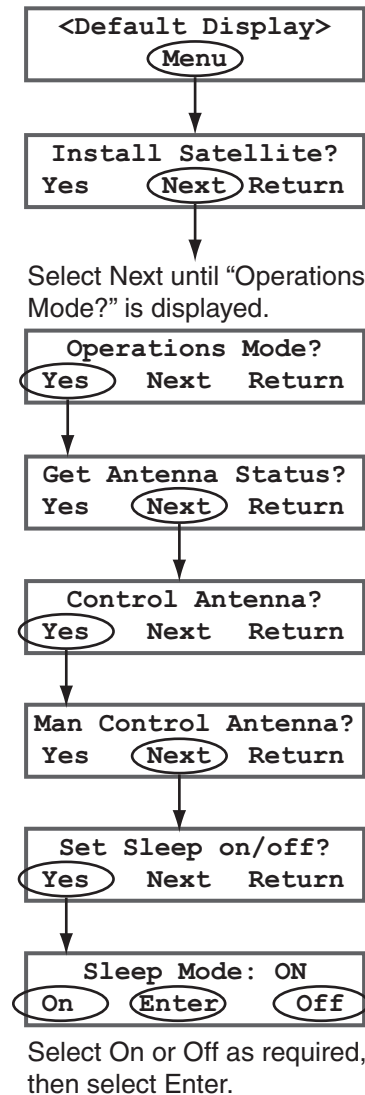 <Default Display>
Menu
Install Satellite?
Yes Next Return
Select Next until “Operations
Mode?” is displayed.
Operations Mode?
Yes Next Return
Get Antenna Status?
Yes Next Return
Control Antenna?
Yes Next Return
Man Control Antenna?
Yes Next Return
Set Sleep on/off?
Yes Next Return
Sleep Mode: ON
On Enter Off
Select On or Off as required,
then select Enter.